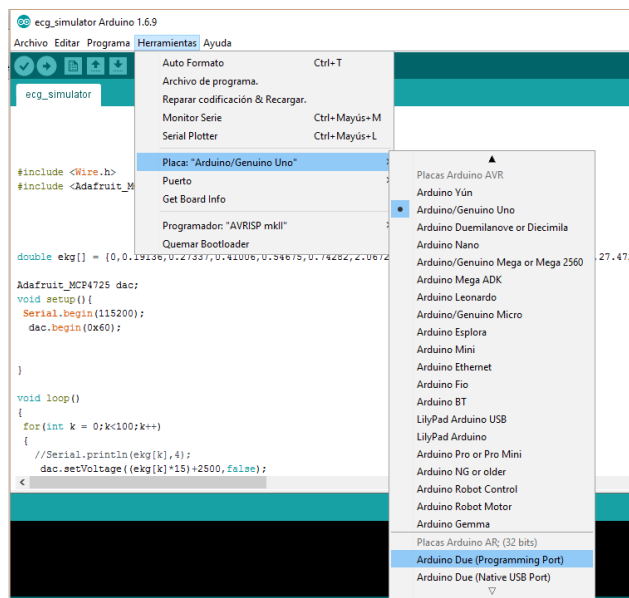 ecg_simulator Arduino 1.6.9
Archivo Editar Programa Herramientas Ayuda
ecg_simulator
Auto Formato Ctrl+T
Archivo de programa.
Reparar codificación & Recargar.
Monitor Serie Ctrl+Mayús+M
Serial Plotter Ctrl+Mayús+L
Placa: "Arduino/Genuino Uno"
Puerto
Get Board Info
Programador: "AVRISP mkII"
Quemar Bootloader
Placas Arduino AVR
Arduino Yún
Arduino/Genuino Uno
Arduino Duemilanove or Diecimila
Arduino Nano
Arduino/Genuino Mega or Mega 2560
Arduino Mega ADK
Arduino Leonardo
Arduino/Genuino Micro
Arduino Esplora
Arduino Mini
Arduino Ethernet
Arduino Fio
Arduino BT
LilyPad Arduino USB
LilyPad Arduino
Arduino Pro or Pro Mini
Arduino NG or older
Arduino Robot Control
Arduino Robot Motor
Arduino Gemma
Placas Arduino AR; (32 bits)
Arduino Due (Programming Port)
Arduino Due (Native USB Port)
#include <Wire.h>
#include <Adafruit_M
double ekg[] = {0,0.19136,0.27337,0.41006,0.54675,0.74282,2.0672 .27.47
Adafruit_MCP4725 dac;
void setup(){
Serial.begin(115200);
dac.begin(0x60);
}
void loop()
{
for(int k = 0;k<100;k++)
{
//Serial.println(ekg[k],4);
dac.setVoltage((ekg[k]*15)+2500,false);